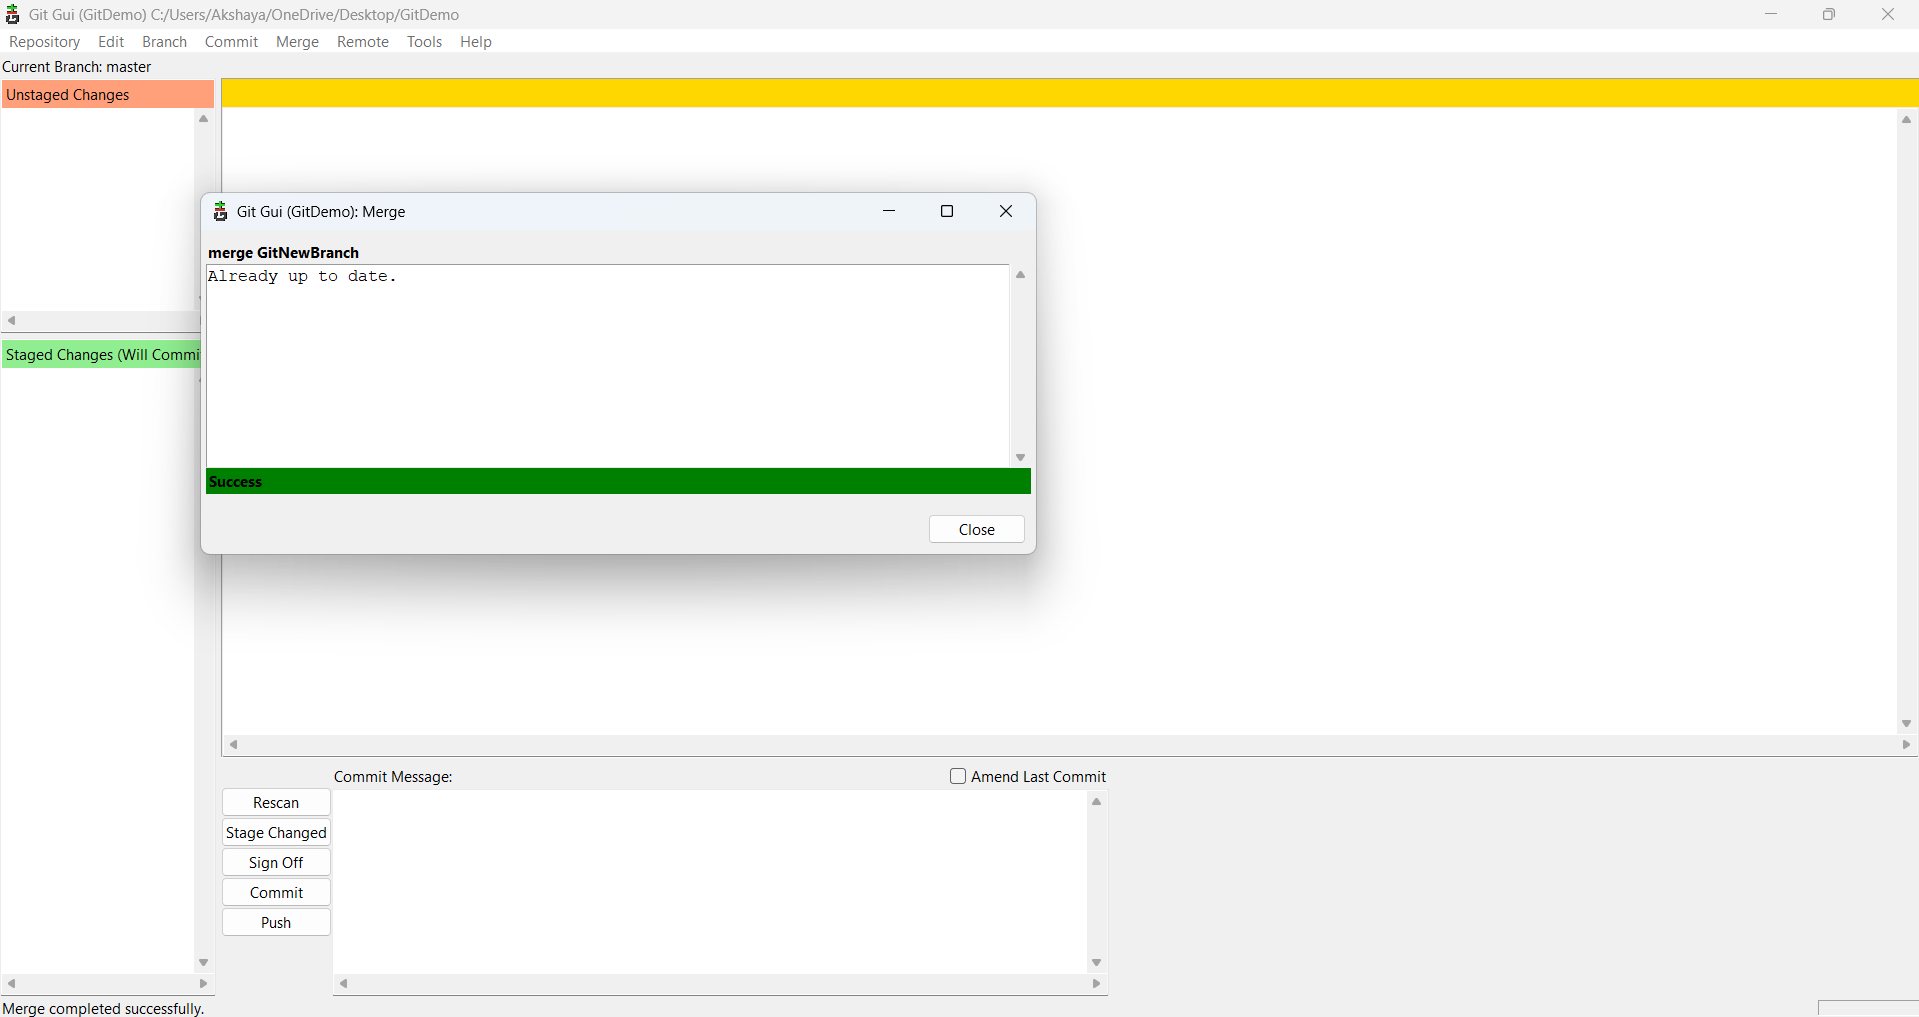 Git Gui (GitDemo) C:/Users/Akshaya/OneDrive/Desktop/GitDemo
Repository Edit Branch Commit Merge Remote Tools Help
Current Branch: master
Unstaged Changes
Git Gui (GitDemo): Merge
merge GitNewBranch
Already up to date.
Staged Changes (Will Commi
Success
Close
Commit Message:
Amend Last Commit
Rescan
Stage Changed
Sign Off
Commit
Push
Merge completed successfully.